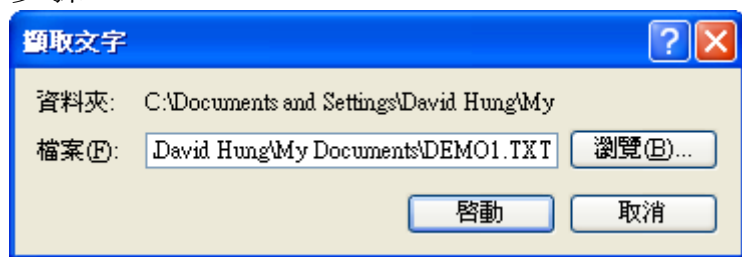 擷取文字
資料夾: C:\Documents and Settings\David Hung\My
檔案(F): David Hung\My Documents\DEMO1.TXT 瀏覽(B)...
啓動 取消